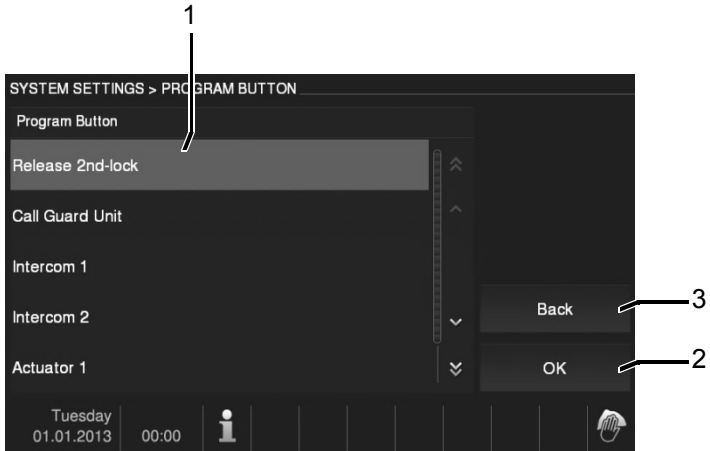 1
SYSTEM SETTINGS > PROGRAM BUTTON
Program Button
Release 2nd-lock
Call Guard Unit
Intercom 1
Intercom 2
Back
3
Actuator 1
OK
2
Tuesday
01.01.2013
00:00